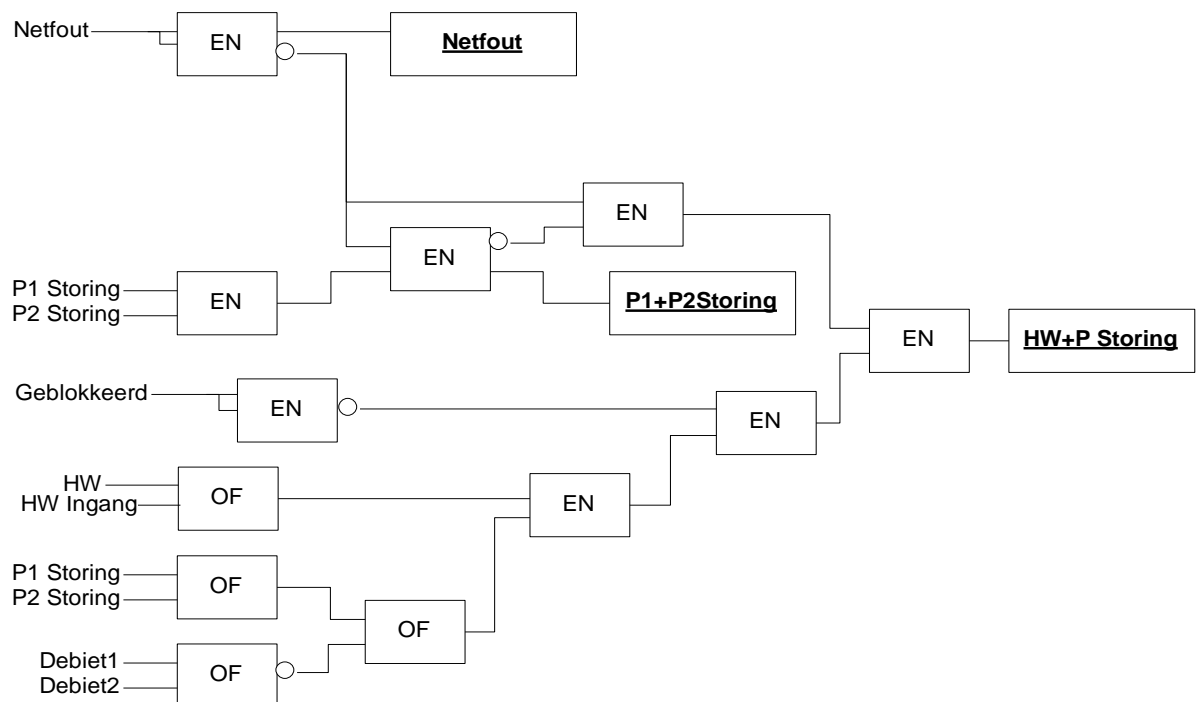 Netfout
EN
Netfout
EN
EN
P1 Storing
P2 Storing
EN
P1+P2Storing
EN
HW+P Storing
Geblokkeerd
EN
EN
HW
HW Ingang
OF
EN
P1 Storing
P2 Storing
OF
OF
Debiet1
Debiet2
OF